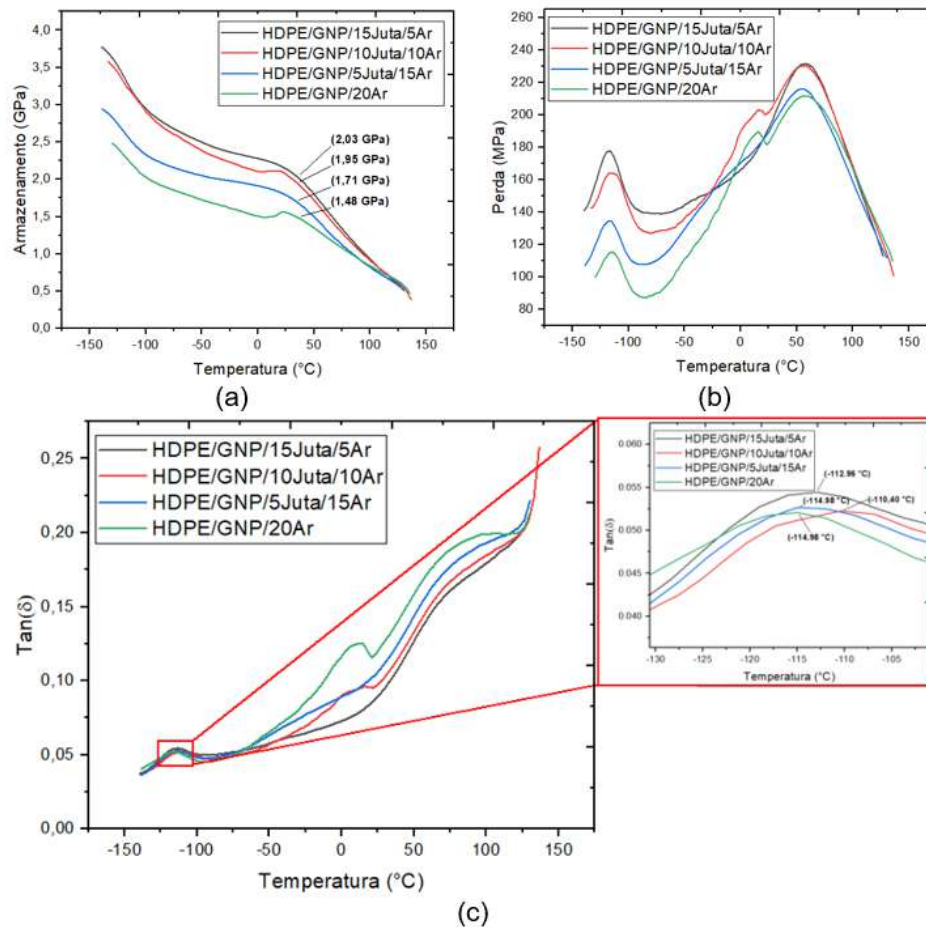 HDPE/GNP/15Juta/5Ar
HDPE/GNP/10Juta/10Ar
HDPE/GNP/5Juta/15Ar
HDPE/GNP/20Ar
4,0
3,5
3,0
2,5
2,0
1,5
1,0
0,5
0,0
Armazenamento (GPa)
(2,03 GPa)
(1,95 GPa)
(1,71 GPa)
(1,48 GPa)
-150 -100 -50 0 50 100 150
Temperatura (°C)
(a)
HDPE/GNP/15Juta/5Ar
HDPE/GNP/10Juta/10Ar
HDPE/GNP/5Juta/15Ar
HDPE/GNP/20Ar
260
240
220
200
180
160
140
120
100
80
Perda (MPa)
-150 -100 -50 0 50 100 150
Temperatura (°C)
(b)
HDPE/GNP/15Juta/5Ar
HDPE/GNP/10Juta/10Ar
HDPE/GNP/5Juta/15Ar
HDPE/GNP/20Ar
0,25
0,20
0,15
0,10
0,05
0,00
Tan(δ)
-150 -100 -50 0 50 100 150
Temperatura (°C)
HDPE/GNP/15Juta/5Ar
HDPE/GNP/10Juta/10Ar
HDPE/GNP/5Juta/15Ar
HDPE/GNP/20Ar
0.060
0.055
0.050
0.045
0.040
Tan(δ)
(-112.96 °C)
(-114.98 °C)
(-110,40 °C)
(-114.98 °C)
-130 -125 -120 -115 -110 -105 -10
Temperatura (°C)
(c)